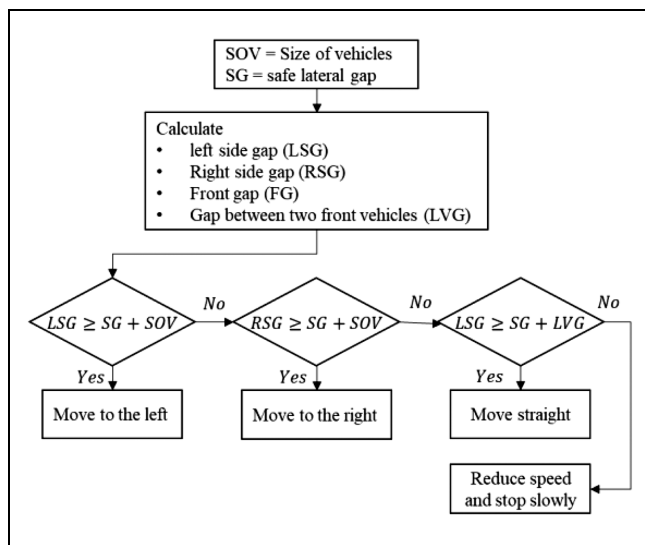 SOV = Size of vehicles
SG = safe lateral gap
Calculate
• left side gap (LSG)
• Right side gap (RSG)
• Front gap (FG)
• Gap between two front vehicles (LVG)
LSG ≥ SG + SOV
No
RSG ≥ SG + SOV
No
LSG ≥ SG + LVG
No
Yes
Yes
Yes
Move to the left
Move to the right
Move straight
Reduce speed
and stop slowly